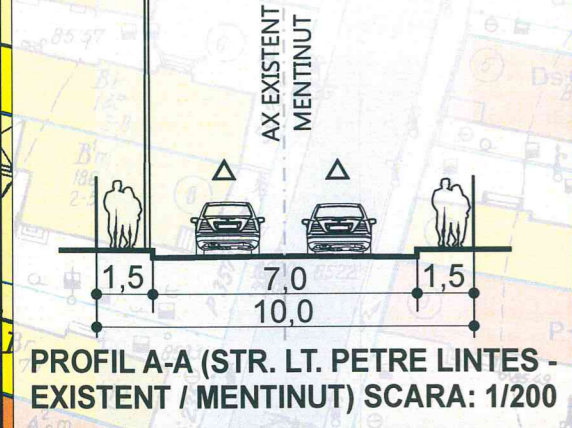 AX EXISTENT
MENTINUT
1,5
7,0
1,5
10,0
PROFIL A-A (STR. LT. PETRE LINTES -
EXISTENT / MENTINUT) SCARA: 1/200